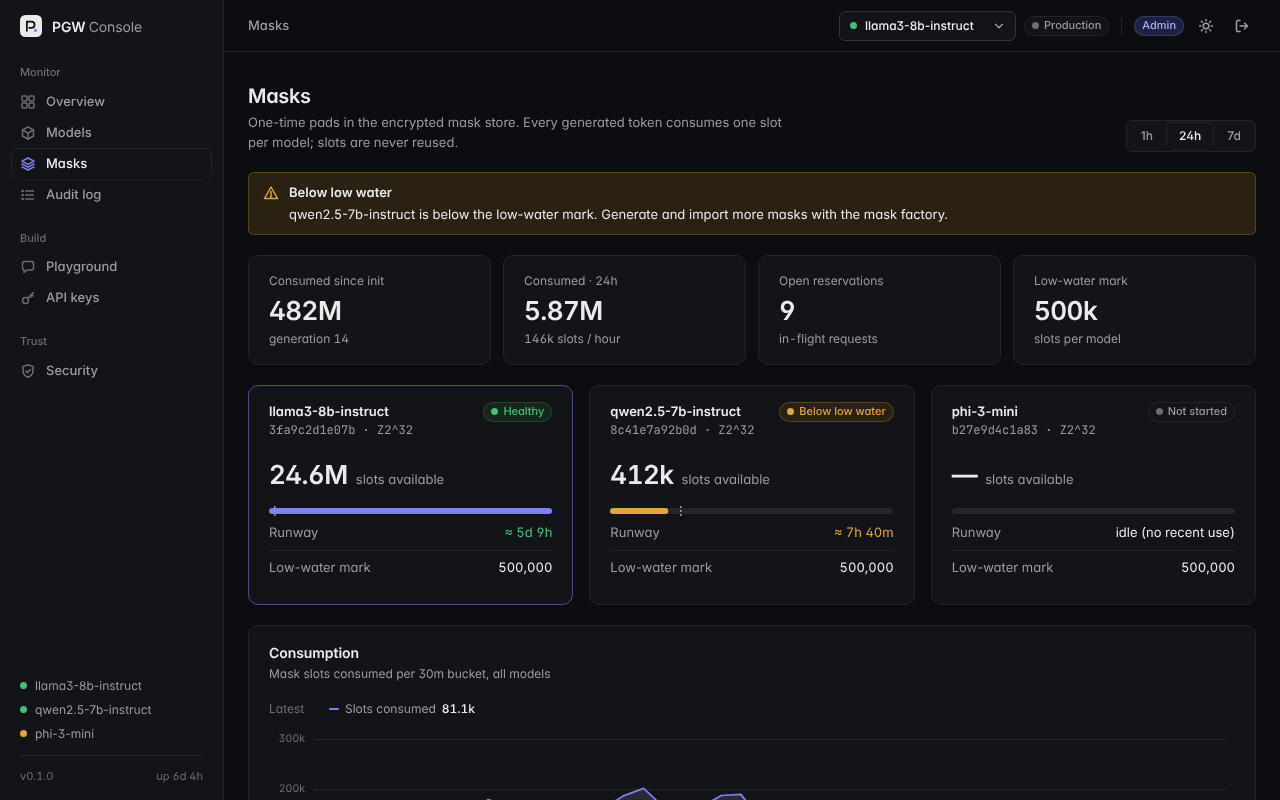 PGW Console
Monitor
Overview
Models
Masks
Audit log
Build
Playground
API keys
Trust
Security
llama3-8b-instruct
qwen2.5-7b-instruct
phi-3-mini
v0.1.0 up 6d 4h
Masks
llama3-8b-instruct
Production
Admin
Masks
One-time pads in the encrypted mask store. Every generated token consumes one slot
per model; slots are never reused.
1h 24h 7d
Below low water
qwen2.5-7b-instruct is below the low-water mark. Generate and import more masks with the mask factory.
Consumed since init
482M
generation 14
Consumed · 24h
5.87M
146k slots / hour
Open reservations
9
in-flight requests
Low-water mark
500k
slots per model
llama3-8b-instruct
Healthy
3fa9c2d1e07b · Z2^32
24.6M slots available
Runway ≈ 5d 9h
Low-water mark 500,000
qwen2.5-7b-instruct
Below low water
8c41e7a92b0d · Z2^32
412k slots available
Runway ≈ 7h 40m
Low-water mark 500,000
phi-3-mini
Not started
b27e9d4c1a83 · Z2^32
— slots available
Runway idle (no recent use)
Low-water mark 500,000
Consumption
Mask slots consumed per 30m bucket, all models
Latest Slots consumed 81.1k
300k
200k